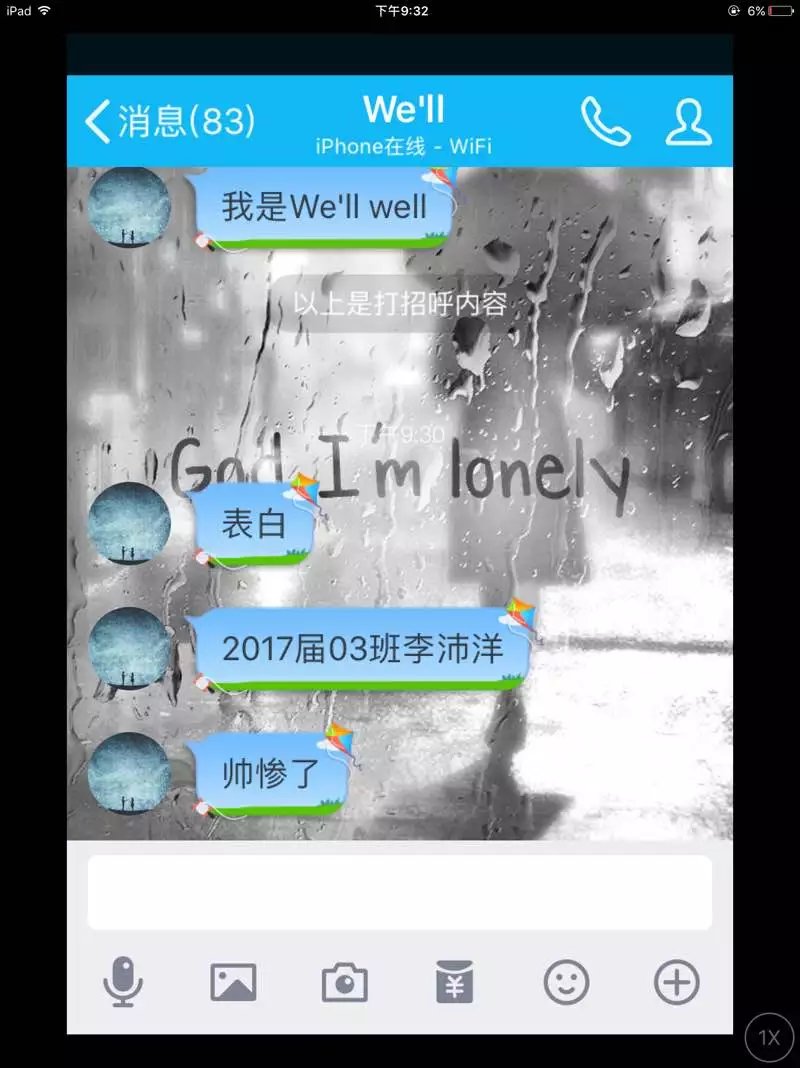 iPad 下午9:32 6%
消息(83) We'll
iPhone在线 - WiFi
我是We'll well
以上是打招呼内容
下午9:30
God I'm lonely
表白
2017届03班李沛洋
帅惨了
¥
1X